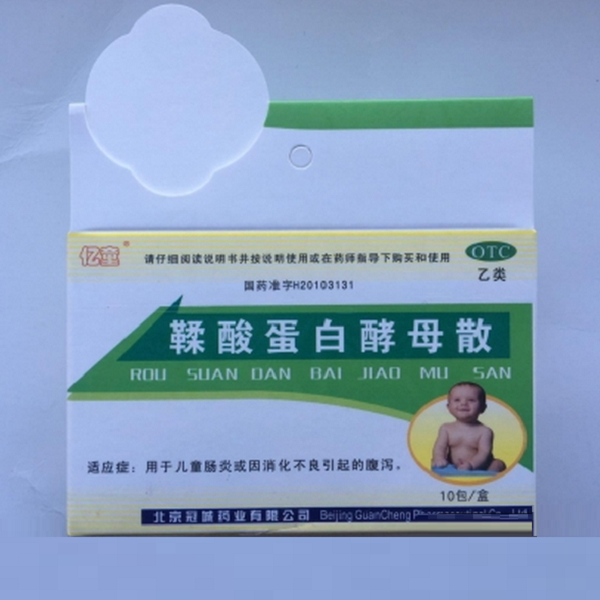 亿童®
请仔细阅读说明书并按说明使用或在药师指导下购买和使用
OTC
乙类
国药准字H20103131
鞣酸蛋白酵母散
ROU SUAN DAN BAI JIAO MU SAN
适应症：用于儿童肠炎或因消化不良引起的腹泻。
10包/盒
北京冠城药业有限公司 Beijing GuanCheng Pharmaceutical Co., Ltd